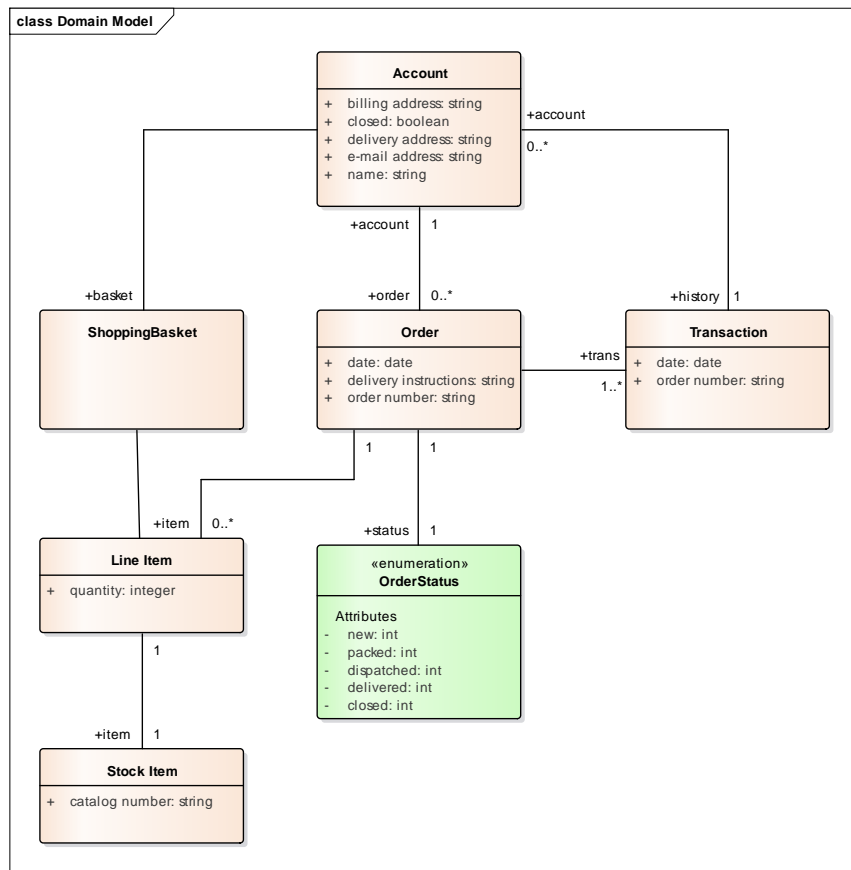 class Domain Model
Account
+ billing address: string
+ closed: boolean
+ delivery address: string
+ e-mail address: string
+ name: string
+account
0..*
+account 1
+basket
+order 0..*
+history 1
ShoppingBasket
Order
+ date: date
+ delivery instructions: string
+ order number: string
+trans
1..*
Transaction
+ date: date
+ order number: string
1
1
+item 0..*
+status 1
Line Item
+ quantity: integer
«enumeration»
OrderStatus
Attributes
- new: int
- packed: int
- dispatched: int
- delivered: int
- closed: int
1
+item 1
Stock Item
+ catalog number: string